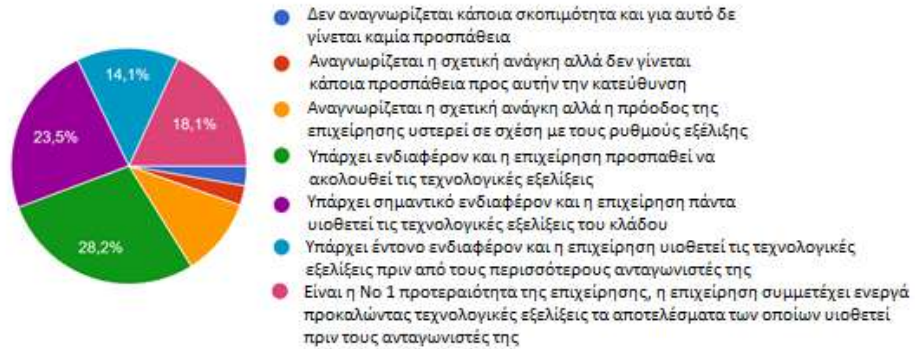 14,1%
18,1%
23,5%
28,2%
Δεν αναγνωρίζεται κάποια σκοπιμότητα και για αυτό δε
γίνεται καμία προσπάθεια
Αναγνωρίζεται η σχετική ανάγκη αλλά δεν γίνεται
κάποια προσπάθεια προς αυτήν την κατεύθυνση
Αναγνωρίζεται η σχετική ανάγκη αλλά η πρόοδος της
επιχείρησης υστερεί σε σχέση με τους ρυθμούς εξέλιξης
Υπάρχει ενδιαφέρον και η επιχείρηση προσπαθεί να
ακολουθεί τις τεχνολογικές εξελίξεις
Υπάρχει σημαντικό ενδιαφέρον και η επιχείρηση πάντα
υιοθετεί τις τεχνολογικές εξελίξεις του κλάδου
Υπάρχει έντονο ενδιαφέρον και η επιχείρηση υιοθετεί τις τεχνολογικές
εξελίξεις πριν από τους περισσότερους ανταγωνιστές της
Είναι η Νο 1 προτεραιότητα της επιχείρησης, η επιχείρηση συμμετέχει ενεργά
προκαλώντας τεχνολογικές εξελίξεις τα αποτελέσματα των οποίων υιοθετεί
πριν τους ανταγωνιστές της